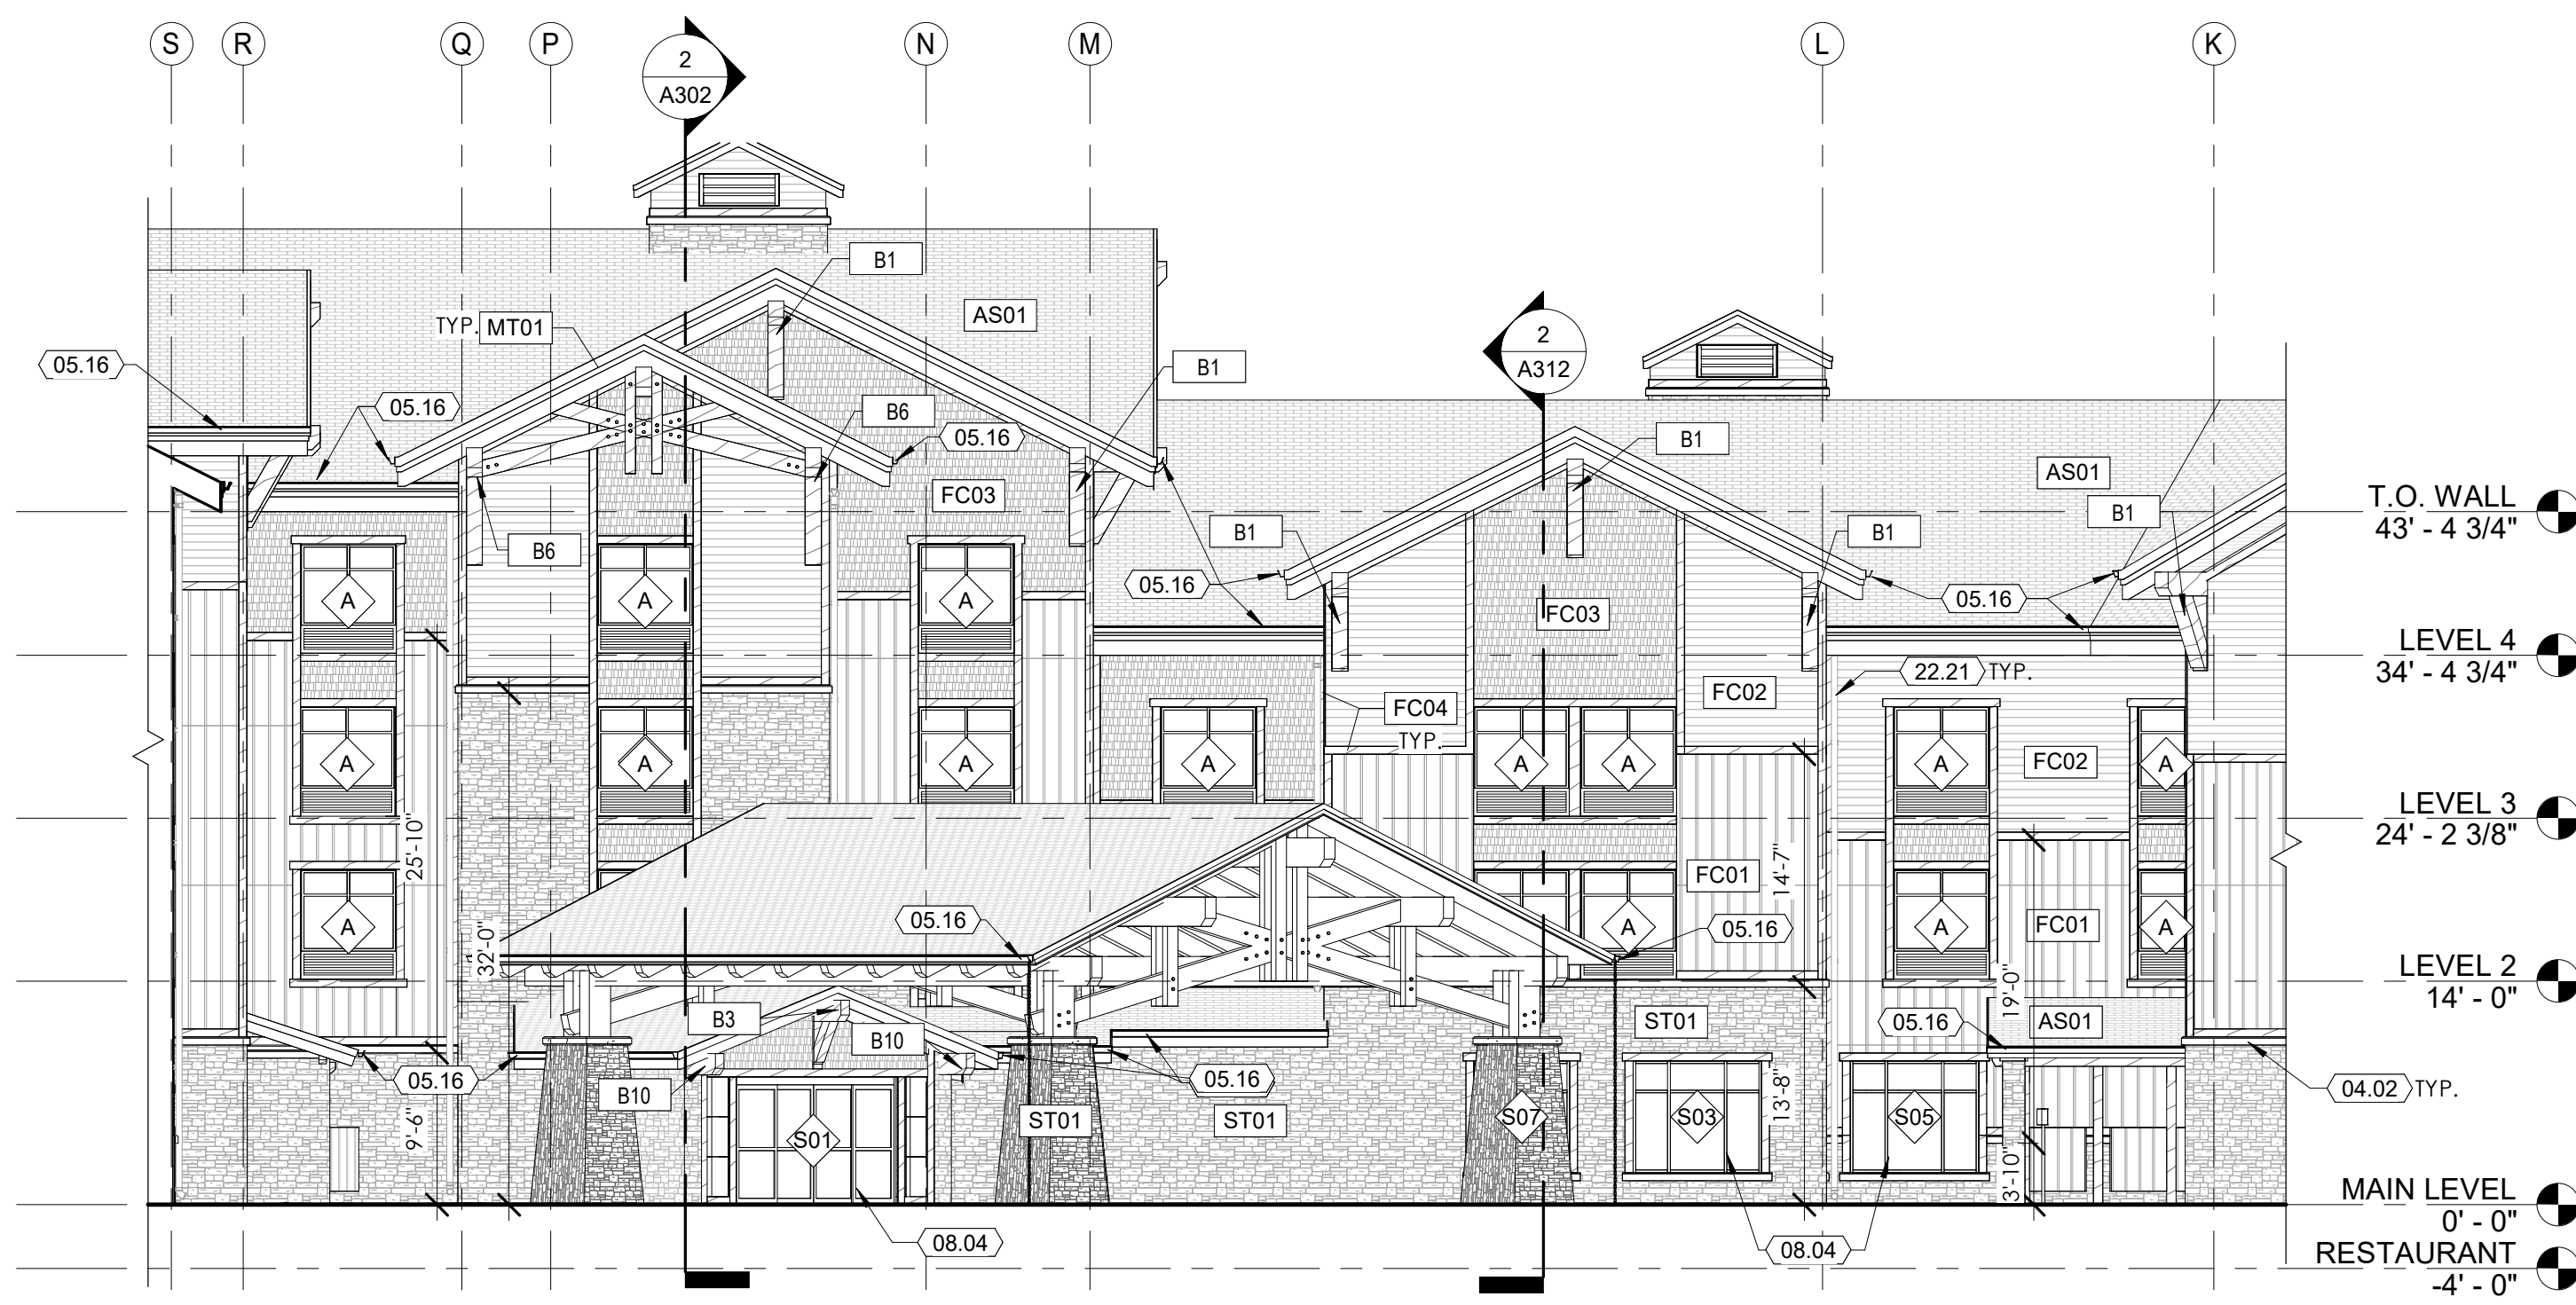 S R Q P N M L K
2
A302
B1
AS01
TYP. MT01
2
A312
05.16
B1
05.16
B6
05.16
B1
AS01
FC03
T.O. WALL
43' - 4 3/4"
B1
B6
B1
B1
05.16
05.16
A
A
A
FC03
LEVEL 4
34' - 4 3/4"
22.21 TYP.
FC02
FC04
TYP.
A
A
A
A
A
A
A
FC02
A
LEVEL 3
24' - 2 3/8"
25'-10"
14'-7"
FC01
05.16
A
A
A
FC01
A
05.16
32'-0"
LEVEL 2
14' - 0"
19'-0"
B3
B10
ST01
05.16
AS01
05.16
05.16
B10
04.02 TYP.
9'-6"
S01
ST01
ST01
S07
S03
13'-8"
S05
3'-10"
MAIN LEVEL
0' - 0"
08.04
08.04
RESTAURANT
-4' - 0"